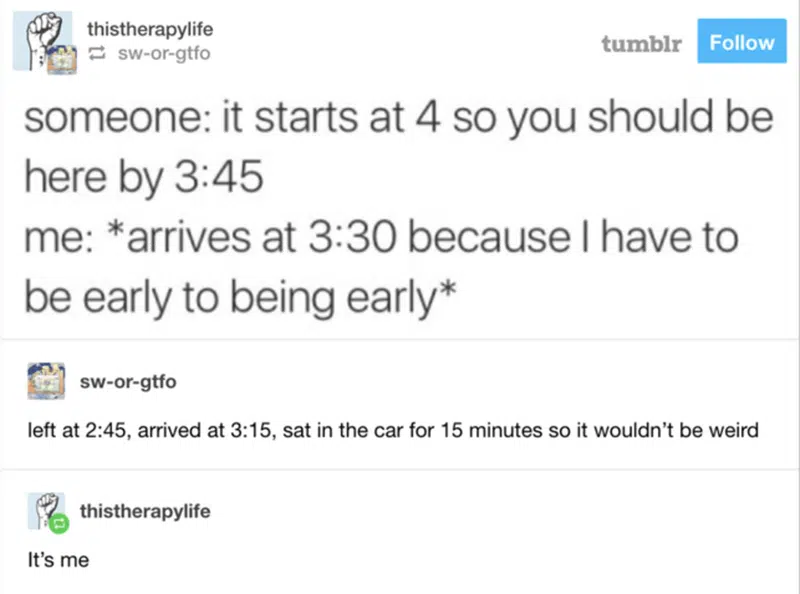 thistherapylife
sw-or-gtfo
tumblr
Follow
someone: it starts at 4 so you should be
here by 3:45
me: *arrives at 3:30 because I have to
be early to being early*
sw-or-gtfo
left at 2:45, arrived at 3:15, sat in the car for 15 minutes so it wouldn’t be weird
thistherapylife
It’s me